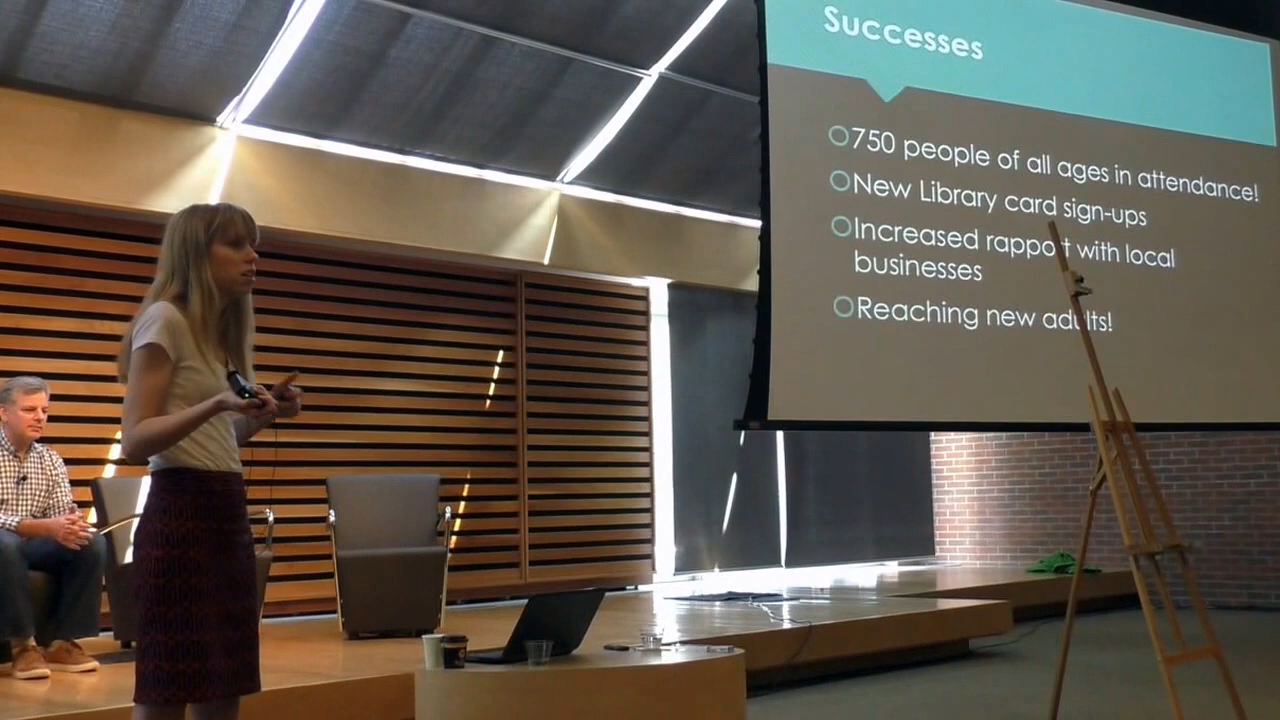 Successes
750 people of all ages in attendance!
New Library card sign-ups
Increased rapport with local
businesses
Reaching new adults!